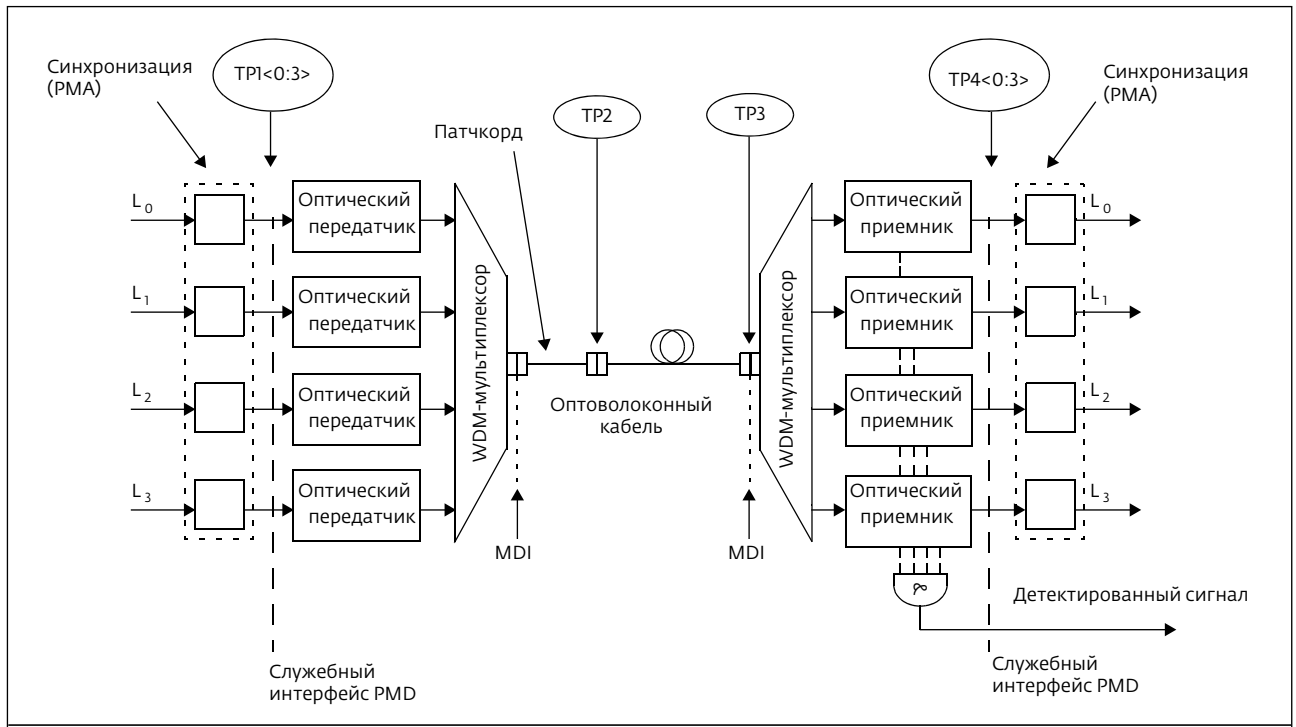 Синхронизация
(PMA)
TP1<0:3>
Патчкорд
TP2
TP3
TP4<0:3>
Синхронизация
(PMA)
L0
Оптический
передатчик
Оптический
приемник
L0
L1
Оптический
передатчик
Оптический
приемник
L1
WDM-мультиплексор
WDM-мультиплексор
Оптоволоконный
кабель
L2
Оптический
передатчик
Оптический
приемник
L2
L3
Оптический
передатчик
Оптический
приемник
L3
MDI
MDI
&
Детектированный сигнал
Служебный
интерфейс PMD
Служебный
интерфейс PMD